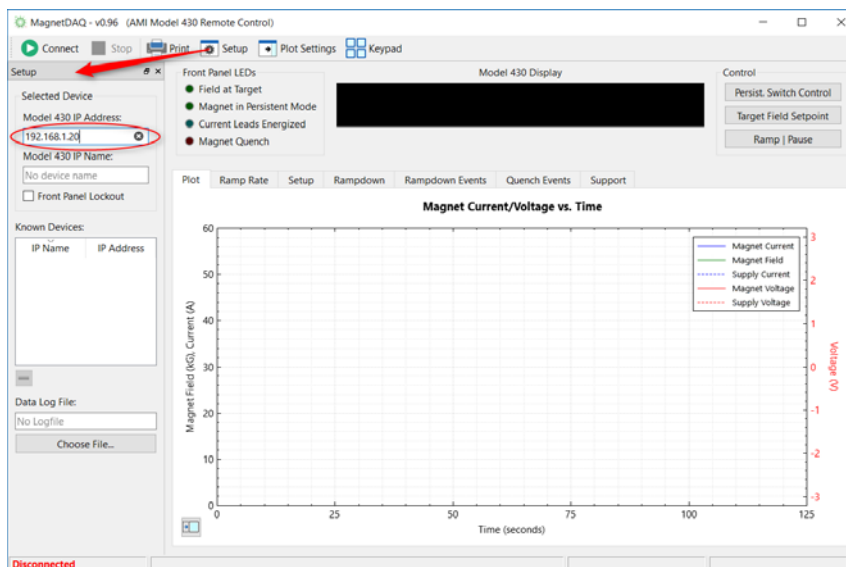 MagnetDAQ - v0.96 (AMI Model 430 Remote Control)
Connect Stop Print Setup Plot Settings Keypad
Setup
Selected Device
Model 430 IP Address:
192.168.1.20
Model 430 IP Name:
No device name
Front Panel Lockout
Known Devices:
IP Name IP Address
Data Log File:
No Logfile
Choose File...
Front Panel LEDs
Field at Target
Magnet in Persistent Mode
Current Leads Energized
Magnet Quench
Model 430 Display
Control
Persist. Switch Control
Target Field Setpoint
Ramp | Pause
Plot Ramp Rate Setup Rampdown Rampdown Events Quench Events Support
Magnet Current/Voltage vs. Time
Magnet Field (kG), Current (A)
60
50
40
30
20
10
0
Magnet Current
Magnet Field
Supply Current
Magnet Voltage
Supply Voltage
3
2
1
0
-1
-2
-3
Voltage (V)
0 25 50 75 100 125
Time (seconds)
Disconnected